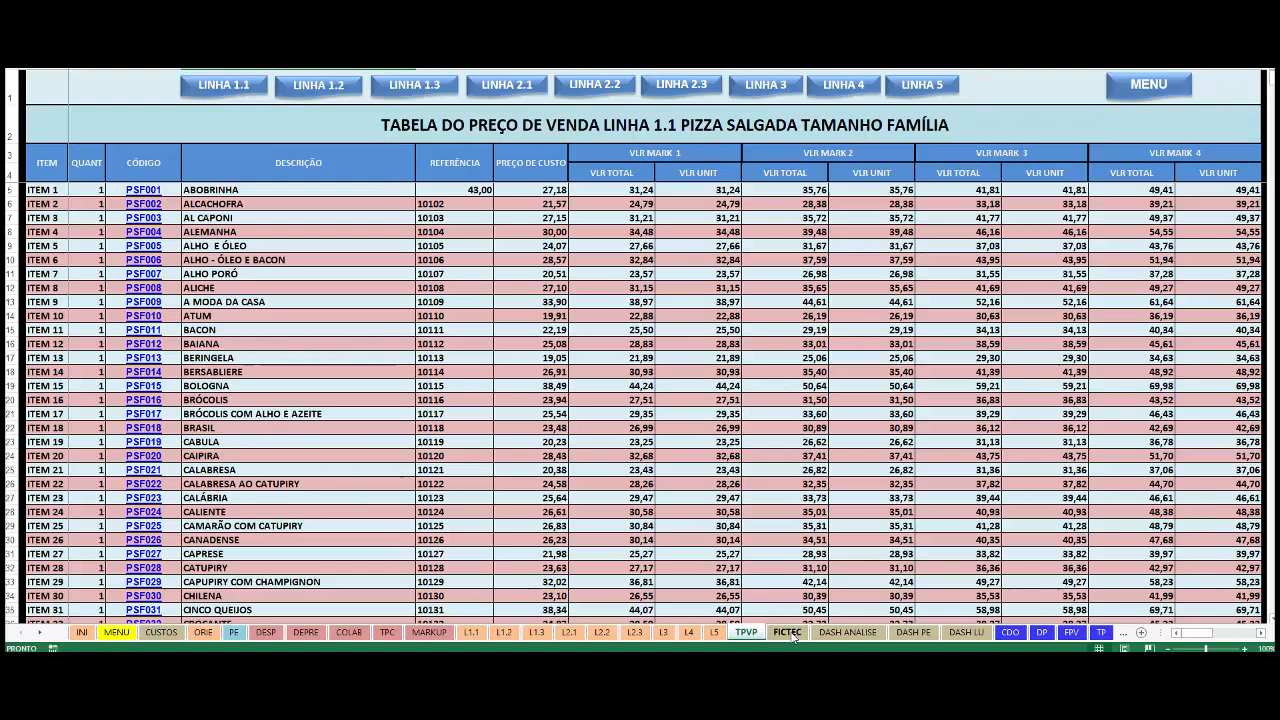 LINHA 1.1 LINHA 1.2 LINHA 1.3 LINHA 2.1 LINHA 2.2 LINHA 2.3 LINHA 3 LINHA 4 LINHA 5 MENU
1
2 TABELA DO PREÇO DE VENDA LINHA 1.1 PIZZA SALGADA TAMANHO FAMÍLIA
3 ITEM QUANT CÓDIGO DESCRIÇÃO REFERÊNCIA PREÇO DE CUSTO VLR MARK 1 VLR MARK 2 VLR MARK 3 VLR MARK 4
4 VLR TOTAL VLR UNIT VLR TOTAL VLR UNIT VLR TOTAL VLR UNIT VLR TOTAL VLR UNIT
5 ITEM 1 1 PSF001 ABOBRINHA 43,00 27,18 31,24 31,24 35,76 35,76 41,81 41,81 49,41 49,41
6 ITEM 2 1 PSF002 ALCACHOFRA 10102 21,57 24,79 24,79 28,38 28,38 33,18 33,18 39,21 39,21
7 ITEM 3 1 PSF003 AL CAPONI 10103 27,15 31,21 31,21 35,72 35,72 41,77 41,77 49,37 49,37
8 ITEM 4 1 PSF004 ALEMANHA 10104 30,00 34,48 34,48 39,48 39,48 46,16 46,16 54,55 54,55
9 ITEM 5 1 PSF005 ALHO E ÓLEO 10105 24,07 27,66 27,66 31,67 31,67 37,03 37,03 43,76 43,76
10 ITEM 6 1 PSF006 ALHO - ÓLEO E BACON 10106 28,57 32,84 32,84 37,59 37,59 43,95 43,95 51,94 51,94
11 ITEM 7 1 PSF007 ALHO PORÓ 10107 20,51 23,57 23,57 26,98 26,98 31,55 31,55 37,28 37,28
12 ITEM 8 1 PSF008 ALICHE 10108 27,10 31,15 31,15 35,65 35,65 41,69 41,69 49,27 49,27
13 ITEM 9 1 PSF009 A MODA DA CASA 10109 33,90 38,97 38,97 44,61 44,61 52,16 52,16 61,64 61,64
14 ITEM 10 1 PSF010 ATUM 10110 19,91 22,88 22,88 26,19 26,19 30,63 30,63 36,19 36,19
15 ITEM 11 1 PSF011 BACON 10111 22,19 25,50 25,50 29,19 29,19 34,13 34,13 40,34 40,34
16 ITEM 12 1 PSF012 BAIANA 10112 25,08 28,83 28,83 33,01 33,01 38,59 38,59 45,61 45,61
17 ITEM 13 1 PSF013 BERINGELA 10113 19,05 21,89 21,89 25,06 25,06 29,30 29,30 34,63 34,63
18 ITEM 14 1 PSF014 BERSABLIERE 10114 26,91 30,93 30,93 35,40 35,40 41,39 41,39 48,92 48,92
19 ITEM 15 1 PSF015 BOLOGNA 10115 38,49 44,24 44,24 50,64 50,64 59,21 59,21 69,98 69,98
20 ITEM 16 1 PSF016 BRÓCOLIS 10116 23,94 27,51 27,51 31,50 31,50 36,83 36,83 43,52 43,52
21 ITEM 17 1 PSF017 BRÓCOLIS COM ALHO E AZEITE 10117 25,54 29,35 29,35 33,60 33,60 39,29 39,29 46,43 46,43
22 ITEM 18 1 PSF018 BRASIL 10118 23,48 26,99 26,99 30,89 30,89 36,12 36,12 42,69 42,69
23 ITEM 19 1 PSF019 CABULA 10119 20,23 23,25 23,25 26,62 26,62 31,13 31,13 36,78 36,78
24 ITEM 20 1 PSF020 CAIPIRA 10120 28,43 32,68 32,68 37,41 37,41 43,75 43,75 51,70 51,70
25 ITEM 21 1 PSF021 CALABRESA 10121 20,38 23,43 23,43 26,82 26,82 31,36 31,36 37,06 37,06
26 ITEM 22 1 PSF022 CALABRESA AO CATUPIRY 10122 24,58 28,26 28,26 32,35 32,35 37,82 37,82 44,70 44,70
27 ITEM 23 1 PSF023 CALÁBRIA 10123 25,64 29,47 29,47 33,73 33,73 39,44 39,44 46,61 46,61
28 ITEM 24 1 PSF024 CALIENTE 10124 26,61 30,58 30,58 35,01 35,01 40,93 40,93 48,38 48,38
29 ITEM 25 1 PSF025 CAMARÃO COM CATUPIRY 10125 26,83 30,84 30,84 35,31 35,31 41,28 41,28 48,79 48,79
30 ITEM 26 1 PSF026 CANADENSE 10126 26,23 30,14 30,14 34,51 34,51 40,35 40,35 47,68 47,68
31 ITEM 27 1 PSF027 CAPRESE 10127 21,98 25,27 25,27 28,93 28,93 33,82 33,82 39,97 39,97
32 ITEM 28 1 PSF028 CATUPIRY 10128 23,63 27,17 27,17 31,10 31,10 36,36 36,36 42,97 42,97
33 ITEM 29 1 PSF029 CAPUPIRY COM CHAMPIGNON 10129 32,02 36,81 36,81 42,14 42,14 49,27 49,27 58,23 58,23
34 ITEM 30 1 PSF030 CHILENA 10130 23,10 26,55 26,55 30,39 30,39 35,53 35,53 41,99 41,99
35 ITEM 31 1 PSF031 CINCO QUEIJOS 10131 38,34 44,07 44,07 50,45 50,45 58,98 58,98 69,71 69,71
INI MENU CUSTOS ORIE PE DESP DEPRE COLAB TPC MARKUP L1.1 L1.2 L1.3 L2.1 L2.2 L2.3 L3 L4 L5 TPVP FICTEC DASH ANALISE DASH PE DASH LU CDO DP FPV TP ...
PRONTO 100%